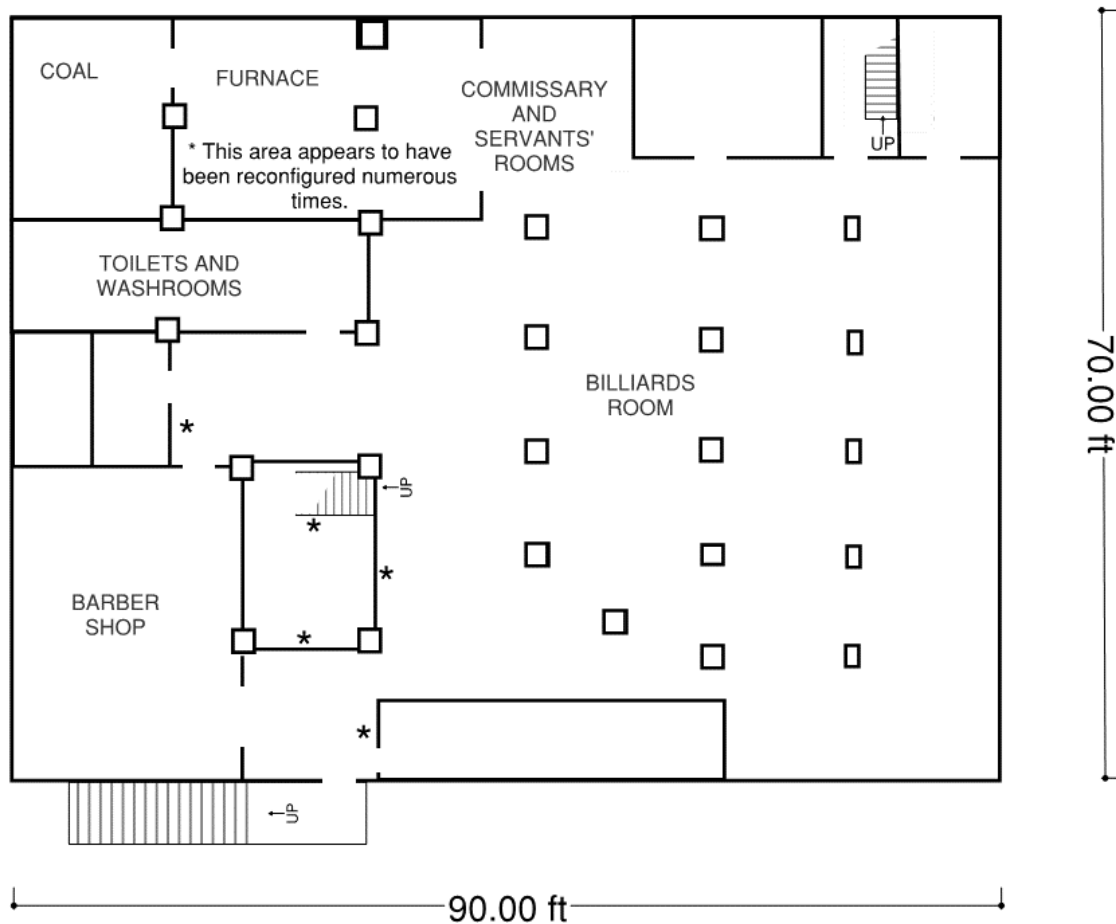 COAL
FURNACE
COMMISSARY
AND
SERVANTS'
ROOMS
UP
* This area appears to have
been reconfigured numerous
times.
TOILETS AND
WASHROOMS
BILLIARDS
ROOM
*
UP
*
*
BARBER
SHOP
*
*
UP
70.00 ft
90.00 ft